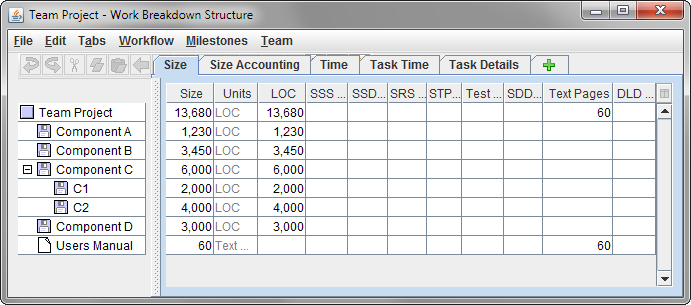 Team Project - Work Breakdown Structure
File Edit Tabs Workflow Milestones Team
Size Size Accounting Time Task Time Task Details
Size Units LOC SSS ... SSD... SRS ... STP... Test ... SDD... Text Pages DLD ...
Team Project 13,680 LOC 13,680 60
Component A 1,230 LOC 1,230
Component B 3,450 LOC 3,450
Component C 6,000 LOC 6,000
C1 2,000 LOC 2,000
C2 4,000 LOC 4,000
Component D 3,000 LOC 3,000
Users Manual 60 Text ... 60